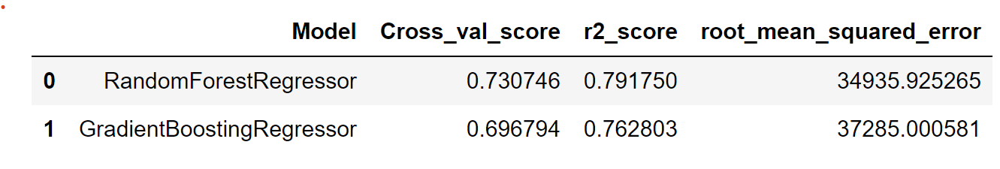 Model Cross_val_score r2_score root_mean_squared_error
0 RandomForestRegressor 0.730746 0.791750 34935.925265
1 GradientBoostingRegressor 0.696794 0.762803 37285.000581